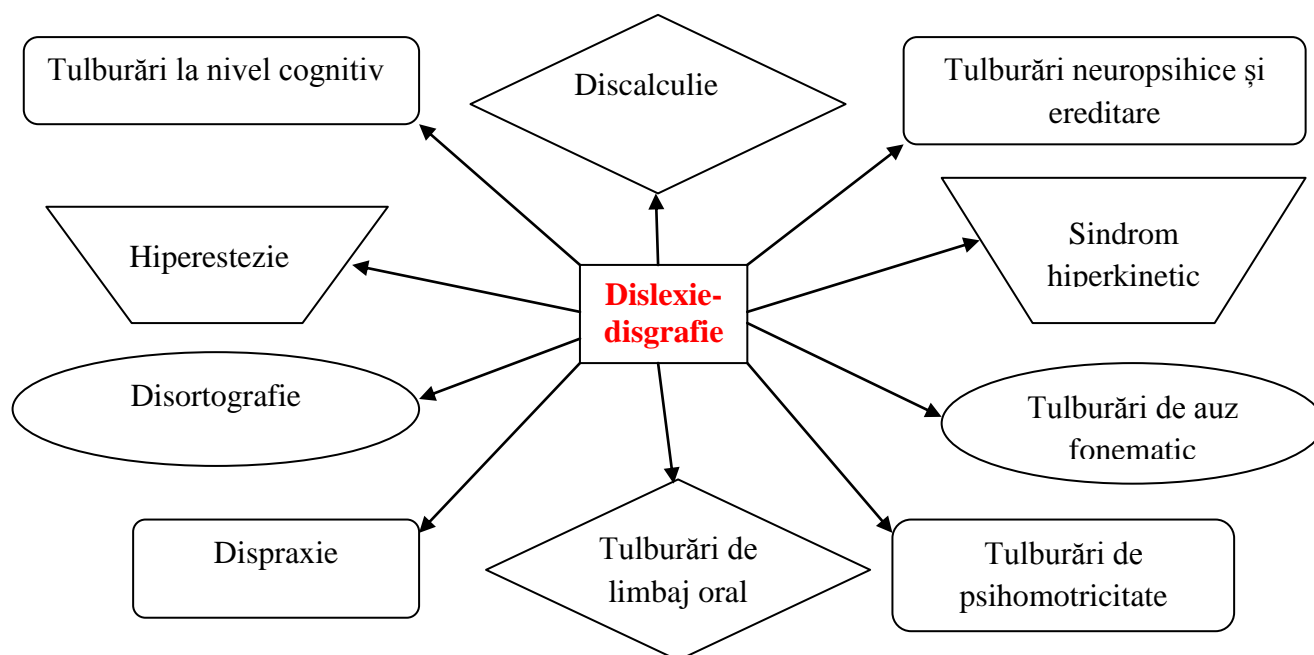 Tulburări la nivel cognitiv
Discalculie
Tulburări neuropsihice și
ereditare
Hiperestezie
Sindrom
hiperkinetic
Dislexie-
disgrafie
Disortografie
Tulburări de auz
fonematic
Dispraxie
Tulburări de
limbaj oral
Tulburări de
psihomotricitate